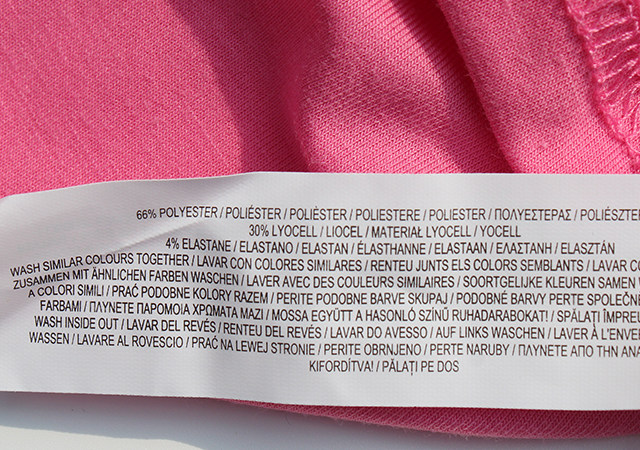 66% POLYESTER / POLIÉSTER / POLIÈSTER / POLIESTERE / POLIESTER / ΠΟΛΥΕΣΤΕΡΑΣ / POLIÉSZTER
30% LYOCELL / LIOCEL / MATERIAŁ LYOCELL / YOCELL
4% ELASTANE / ELASTANO / ELASTAN / ÉLASTHANNE / ELASTAAN / ΕΛΑΣΤΑΝΗ / ELASZTÁN
WASH SIMILAR COLOURS TOGETHER / LAVAR CON COLORES SIMILARES / RENTEU JUNTS ELS COLORS SEMBLANTS / LAVAR CO
ZUSAMMEN MIT ÄHNLICHEN FARBEN WASCHEN / LAVER AVEC DES COULEURS SIMILAIRES / SOORTGELIJKE KLEUREN SAMEN
A COLORI SIMILI / PRAĆ PODOBNE KOLORY RAZEM / PERITE PODOBNE BARVE SKUPAJ / PODOBNÉ BARVY PERTE SPOLEČN
FARBAMI / ΠΛΥΝΕΤΕ ΠΑΡΟΜΟΙΑ ΧΡΩΜΑΤΑ ΜΑΖΙ / MOSSA EGYÜTT A HASONLÓ SZÍNŰ RUHADARABOKAT! / SPĂLAȚI ÎMPREU
WASH INSIDE OUT / LAVAR DEL REVÉS / RENTEU DEL REVÉS / LAVAR DO AVESSO / AUF LINKS WASCHEN / LAVER À L'ENVE
WASSEN / LAVARE AL ROVESCIO / PRAĆ NA LEWEJ STRONIE / PERITE OBRNJENO / PERTE NARUBY / ΠΛΥΝΕΤΕ ΑΠΟ ΤΗΝ ΑΝΑ
KIFORDÍTVA! / PĂLAȚI PE DOS